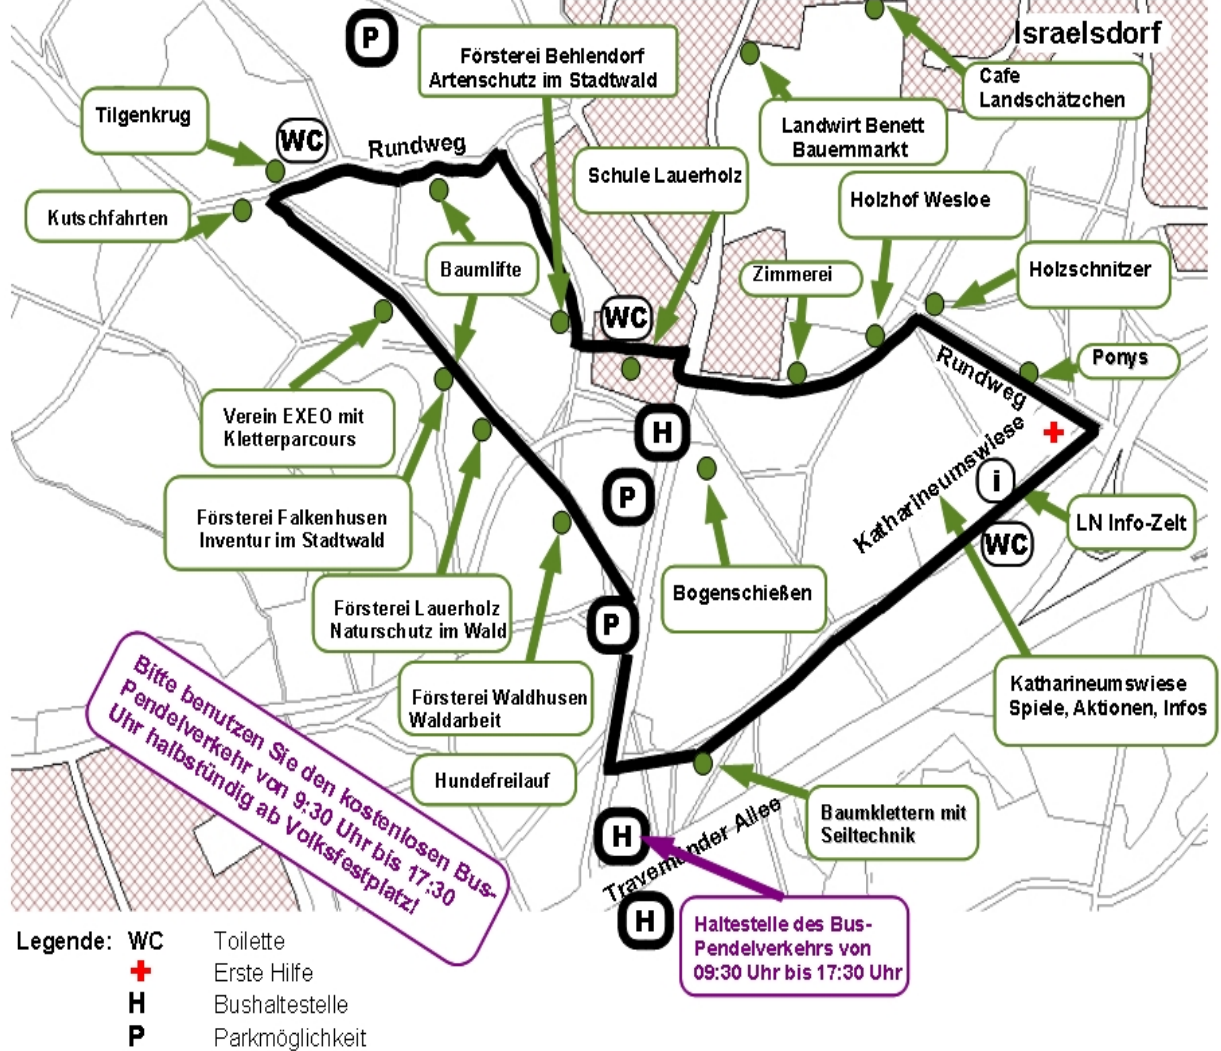 P
Israelsdorf
Försterei Behlendorf
Artenschutz im Stadtwald
Cafe
Landschätzchen
Tilgenkrug
WC
Rundweg
Landwirt Benett
Bauernmarkt
Schule Lauerholz
Holzhof Wesloe
Kutschfahrten
Baumlifte
Zimmerei
Holzschnitzer
WC
Ponys
Rundweg
Verein EXEO mit
Kletterparcours
H
Katharineumswiese
i
P
Försterei Falkenhusen
Inventur im Stadtwald
LN Info-Zelt
WC
Bogenschießen
Försterei Lauerholz
Naturschutz im Wald
P
Försterei Waldhusen
Waldarbeit
Katharineumswiese
Spiele, Aktionen, Infos
Bitte benutzen Sie den kostenlosen Bus-
Pendelverkehr von 9:30 Uhr bis 17:30
Uhr halbstündig ab Volksfestplatz!
Hundefreilauf
Baumklettern mit
Seiltechnik
H
Travemünder Allee
H
Haltestelle des Bus-
Pendelverkehrs von
09:30 Uhr bis 17:30 Uhr
Legende: WC Toilette
Erste Hilfe
H Bushaltestelle
P Parkmöglichkeit